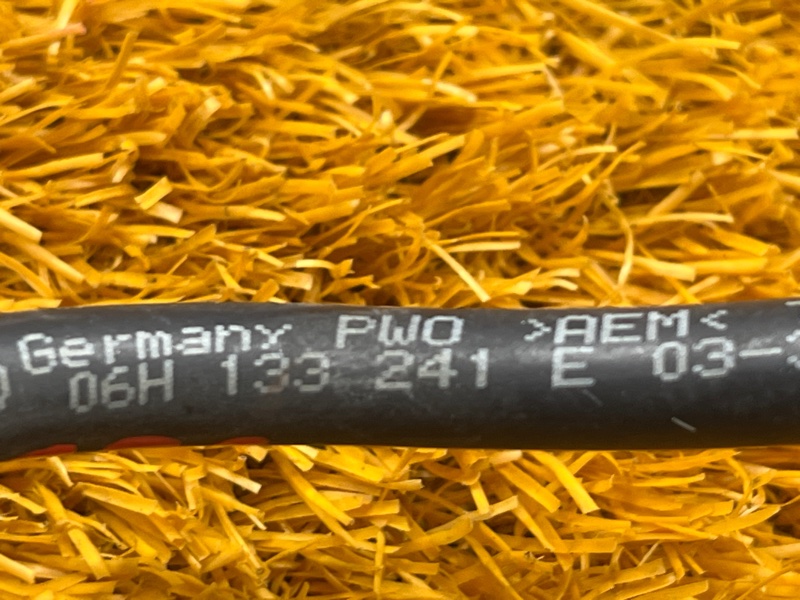 Germany PWO >AEM<
06H 133 241 E 03-